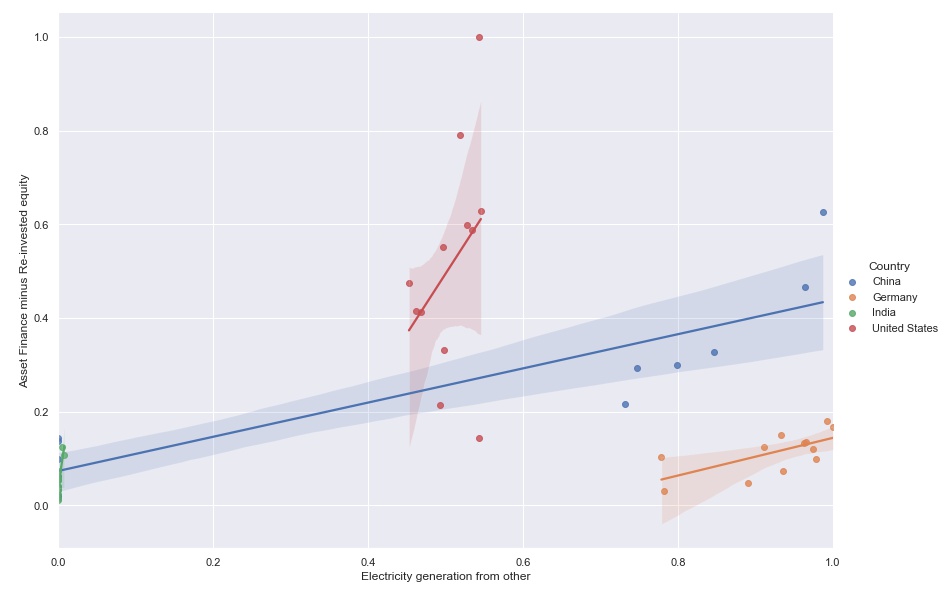 1.0
0.8
0.6
0.4
0.2
0.0
Asset Finance minus Re-invested equity
0.0 0.2 0.4 0.6 0.8 1.0
Electricity generation from other
Country
China
Germany
India
United States